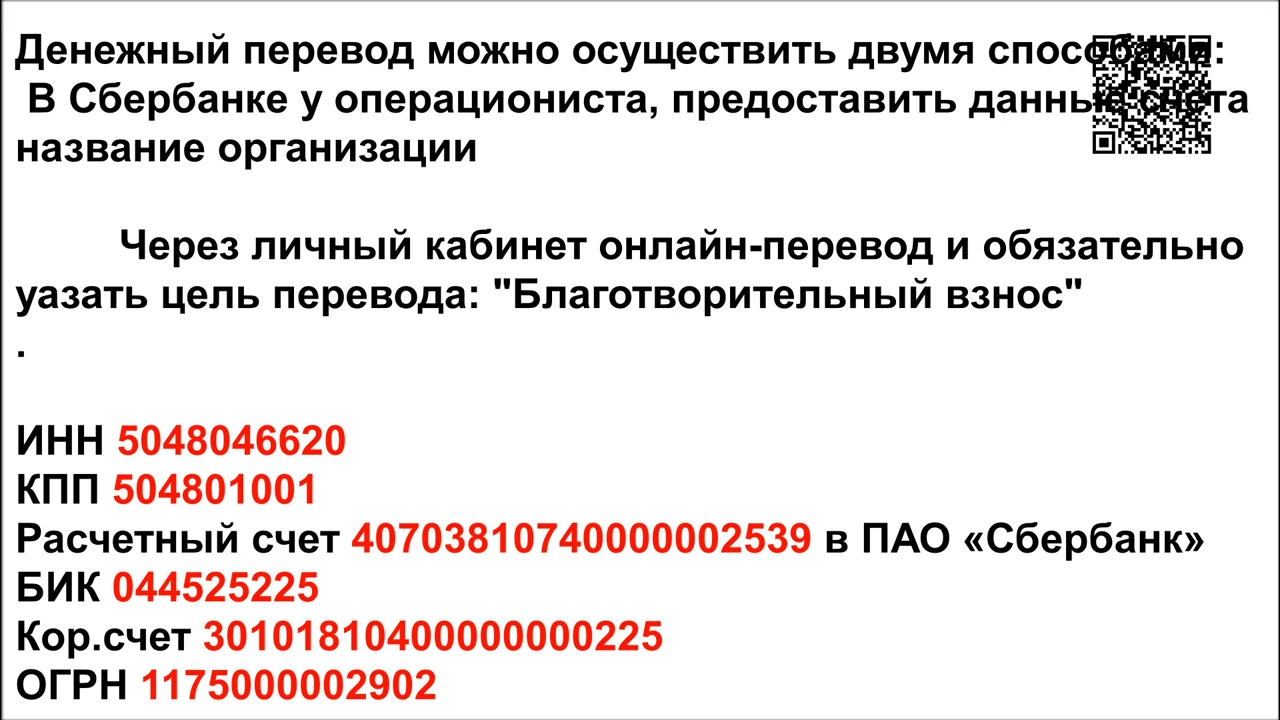 Денежный перевод можно осуществить двумя способами:
В Сбербанке у операциониста, предоставить данные счета
название организации
Через личный кабинет онлайн-перевод и обязательно
уазать цель перевода: "Благотворительный взнос"
.
ИНН 5048046620
КПП 504801001
Расчетный счет 40703810740000002539 в ПАО «Сбербанк»
БИК 044525225
Кор.счет 30101810400000000225
ОГРН 1175000002902